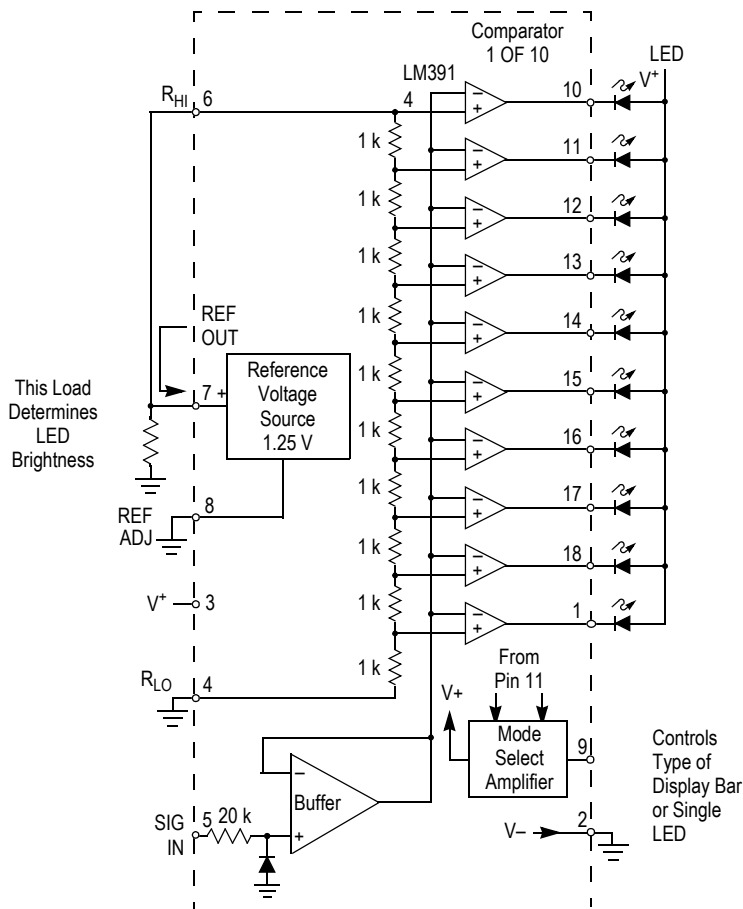 Comparator
1 OF 10
LM391
LED
V+
RHI
6
4
10
1 k
11
1 k
12
1 k
13
1 k
14
1 k
15
1 k
16
1 k
17
1 k
18
1 k
1
1 k
REF
OUT
This Load
Determines
LED
Brightness
7 +
Reference
Voltage
Source
1.25 V
REF
ADJ
8
V+
3
RLO
4
From
Pin 11
V+
Mode
Select
Amplifier
9
Controls
Type of
Display Bar
or Single
LED
V–
2
Buffer
SIG
IN
5
20 k
− +
− +
− +
− +
− +
− +
− +
− +
− +
− +
−
+